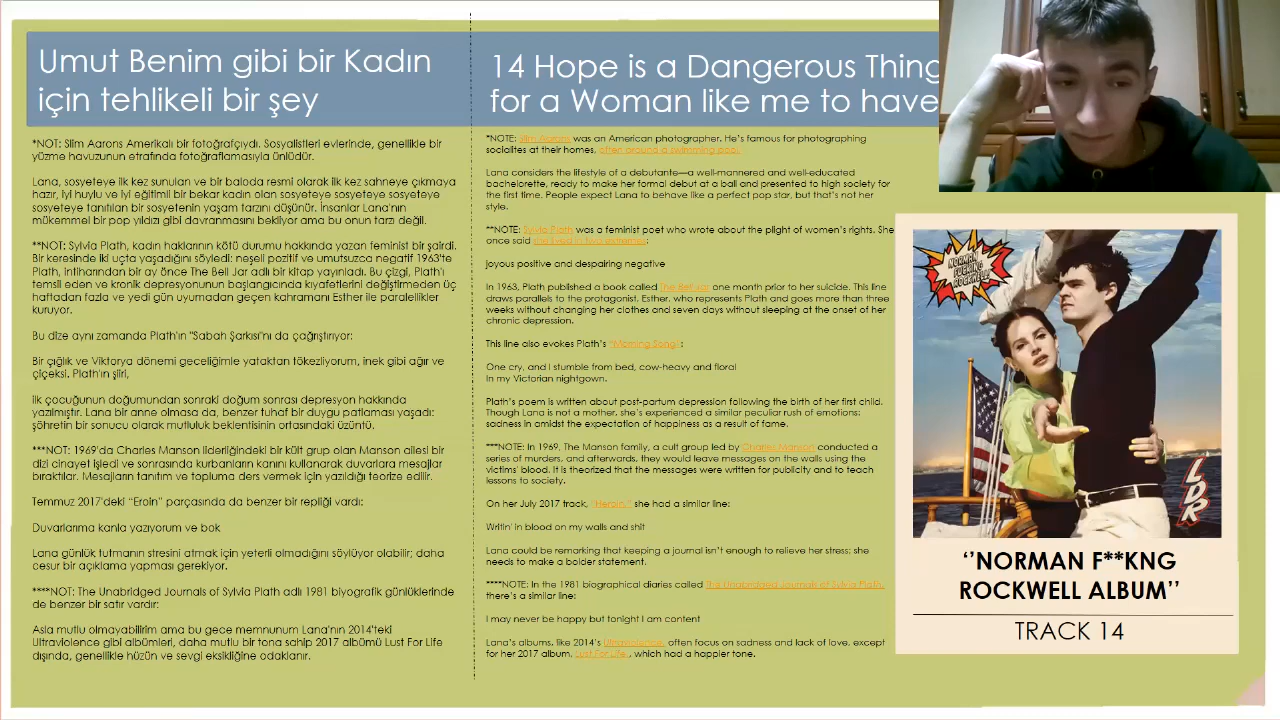 Umut Benim gibi bir Kadın
için tehlikeli bir şey
*NOT: Slim Aarons Amerikalı bir fotoğrafçıydı. Sosyalistleri evlerinde, genellikle bir
yüzme havuzunun etrafında fotoğraflamasıyla ünlüdür.
Lana, sosyeteye ilk kez sunulan ve bir baloda resmi olarak ilk kez sahneye çıkmaya
hazır, iyi huylu ve iyi eğitimli bir bekar kadın olan sosyeteye sosyeteye sosyeteye
sosyeteye tanıtılan bir sosyetenin yaşam tarzını düşünür. İnsanlar Lana'nın
mükemmel bir pop yıldızı gibi davranmasını bekliyor ama bu onun tarzı değil.
**NOT: Sylvia Plath, kadın haklarının kötü durumu hakkında yazan feminist bir şairdi.
Bir keresinde iki uçta yaşadığını söyledi: neşeli pozitif ve umutsuzca negatif 1963'te
Plath, intiharından bir ay önce The Bell Jar adlı bir kitap yayınladı. Bu çizgi, Plath'ı
temsil eden ve kronik depresyonunun başlangıcında kıyafetlerini değiştirmeden üç
haftadan fazla ve yedi gün uyumadan geçen kahramanı Esther ile paralellikler
kuruyor.
Bu dize aynı zamanda Plath'ın "Sabah Şarkısı"nı da çağrıştırıyor:
Bir çığlık ve Viktorya dönemi geceliğimle yataktan tökezliyorum, inek gibi ağır ve
çiçeksi. Plath'ın şiiri,
ilk çocuğunun doğumundan sonraki doğum sonrası depresyon hakkında
yazılmıştır. Lana bir anne olmasa da, benzer tuhaf bir duygu patlaması yaşadı:
şöhretin bir sonucu olarak mutluluk beklentisinin ortasındaki üzüntü.
***NOT: 1969'da Charles Manson liderliğindeki bir kült grup olan Manson ailesi bir
dizi cinayet işledi ve sonrasında kurbanların kanını kullanarak duvarlara mesajlar
bıraktılar. Mesajların tanıtım ve topluma ders vermek için yazıldığı teorize edilir.
Temmuz 2017'deki "Eroin" parçasında da benzer bir repliği vardı:
Duvarlarıma kanla yazıyorum ve bok
Lana günlük tutmanın stresini atmak için yeterli olmadığını söylüyor olabilir; daha
cesur bir açıklama yapması gerekiyor.
****NOT: The Unabridged Journals of Sylvia Plath adlı 1981 biyografik günlüklerinde
de benzer bir satır vardır:
Asla mutlu olmayabilirim ama bu gece memnunum Lana'nın 2014'teki
Ultraviolence gibi albümleri, daha mutlu bir tona sahip 2017 albümü Lust For Life
dışında, genellikle hüzün ve sevgi eksikliğine odaklanır.
14 Hope is a Dangerous Thing
for a Woman like me to have
*NOTE: Slim Aarons was an American photographer. He's famous for photographing
socialites at their homes, often around a swimming pop.
Lana considers the lifestyle of a debutante—a well-mannered and well-educated
bachelorette, ready to make her formal debut at a ball and presented to high society for
the first time. People expect Lana to behave like a perfect pop star, but that's not her
style.
**NOTE: Sylvia Plath was a feminist poet who wrote about the plight of women's rights. She
once said she lived in two extremes:
joyous positive and despairing negative
In 1963, Plath published a book called The Bell Jar one month prior to her suicide. This line
draws parallels to the protagonist, Esther, who represents Plath and goes more than three
weeks without changing her clothes and seven days without sleeping at the onset of her
chronic depression.
This line also evokes Plath's "Morning Song":
One cry, and I stumble from bed, cow-heavy and floral
In my Victorian nightgown.
Plath's poem is written about post-partum depression following the birth of her first child.
Though Lana is not a mother, she's experienced a similar peculiar rush of emotions:
sadness in amidst the expectation of happiness as a result of fame.
***NOTE: In 1969, The Manson family, a cult group led by Charles Manson conducted a
series of murders, and afterwards, they would leave messages on the walls using the
victims' blood. It is theorized that the messages were written for publicity and to teach
lessons to society.
On her July 2017 track, "Heroin," she had a similar line:
Writin' in blood on my walls and shit
Lana could be remarking that keeping a journal isn't enough to relieve her stress; she
needs to make a bolder statement.
****NOTE: In the 1981 biographical diaries called The Unabridged Journals of Sylvia Plath,
there's a similar line:
I may never be happy but tonight I am content
Lana's albums, like 2014's Ultraviolence, often focus on sadness and lack of love, except
for her 2017 album, Lust For Life, which had a happier tone.
NORMAN
FUCKING
ROCKWELL!
LDR
‘’NORMAN F**KNG
ROCKWELL ALBUM’’
TRACK 14